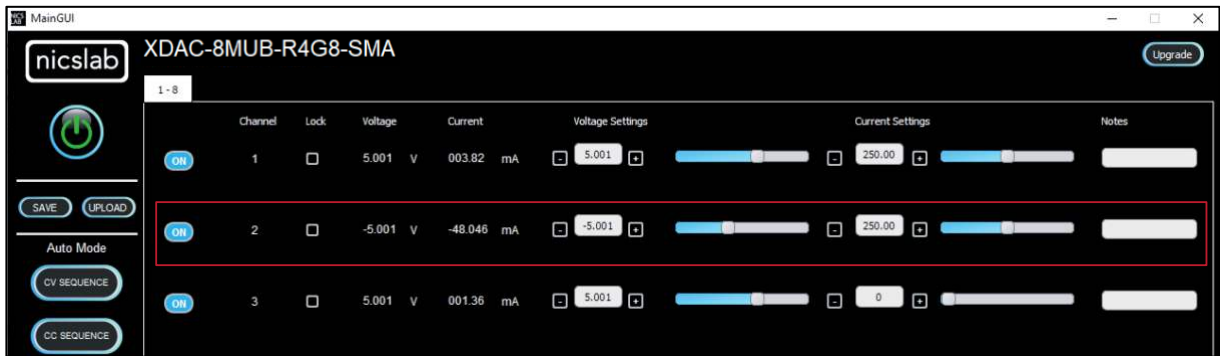 NICS LAB MainGUI
nicslab
XDAC-8MUB-R4G8-SMA
Upgrade
1 - 8
Channel Lock Voltage Current Voltage Settings Current Settings Notes
ON 1 5.001 V 003.82 mA - 5.001 + - 250.00 +
SAVE UPLOAD
ON 2 -5.001 V -48.046 mA - -5.001 + - 250.00 +
Auto Mode
CV SEQUENCE
ON 3 5.001 V 001.36 mA - 5.001 + - 0 +
CC SEQUENCE